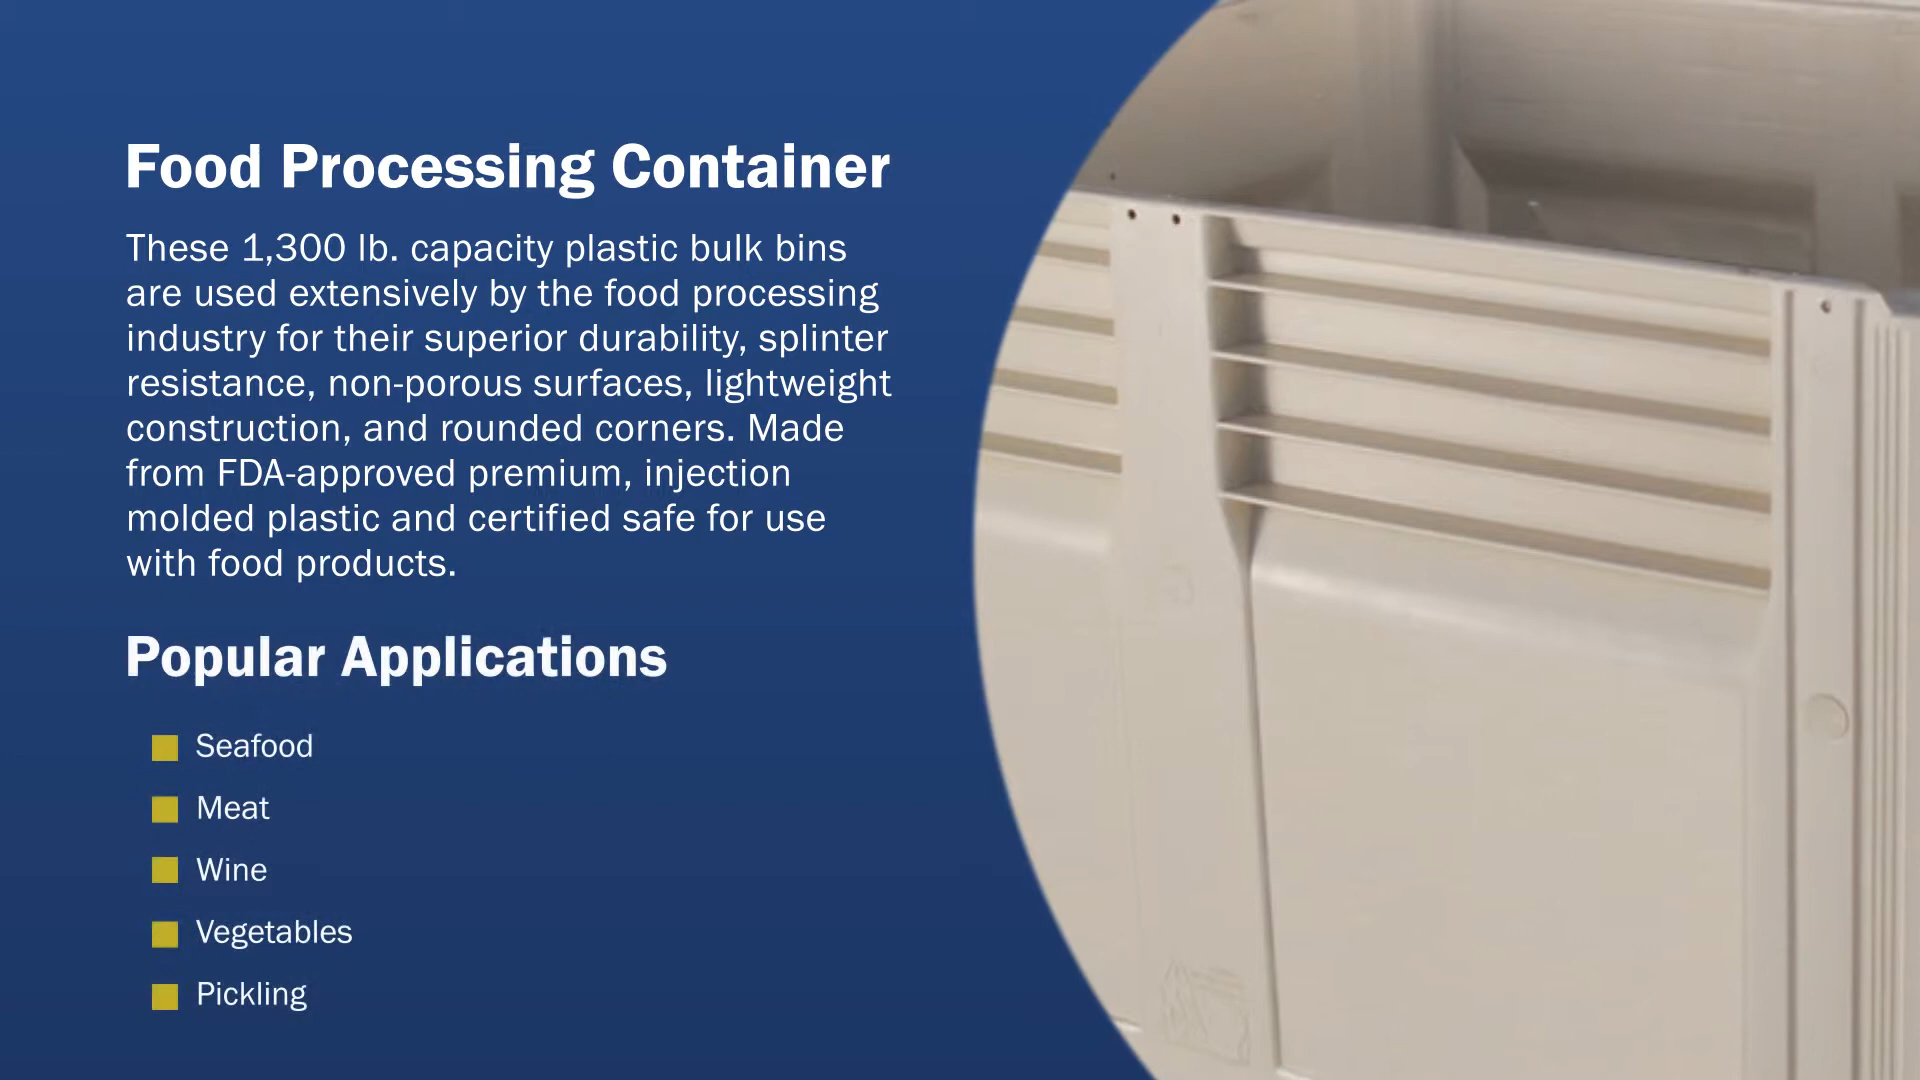 Food Processing Container
These 1,300 lb. capacity plastic bulk bins
are used extensively by the food processing
industry for their superior durability, splinter
resistance, non-porous surfaces, lightweight
construction, and rounded corners. Made
from FDA-approved premium, injection
molded plastic and certified safe for use
with food products.
Popular Applications
Seafood
Meat
Wine
Vegetables
Pickling